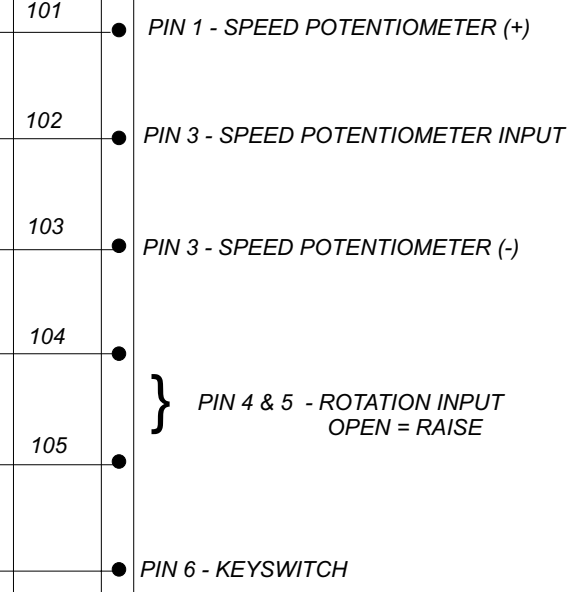 101
PIN 1 - SPEED POTENTIOMETER (+)
102
PIN 3 - SPEED POTENTIOMETER INPUT
103
PIN 3 - SPEED POTENTIOMETER (-)
104
} PIN 4 & 5 - ROTATION INPUT
OPEN = RAISE
105
PIN 6 - KEYSWITCH